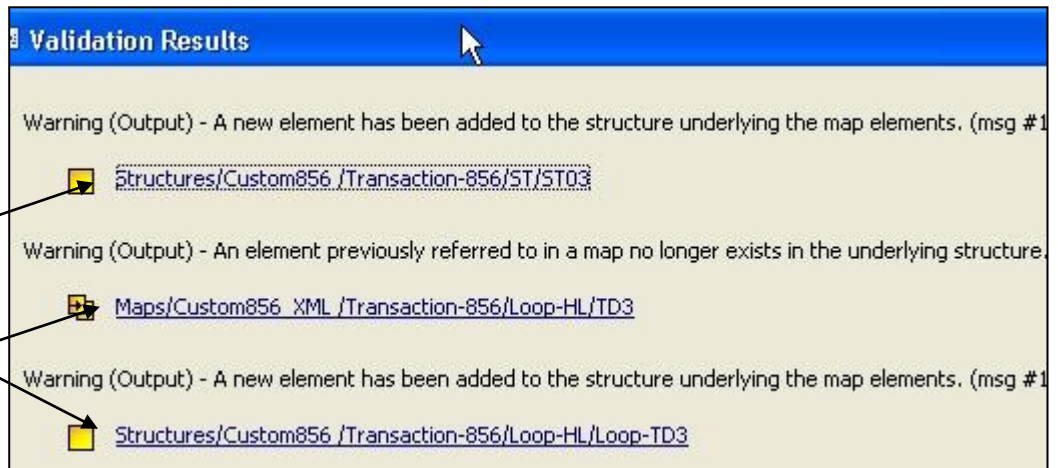 Validation Results
Warning (Output) - A new element has been added to the structure underlying the map elements. (msg #1
Structures/Custom856 /Transaction-856/ST/ST03
Warning (Output) - An element previously referred to in a map no longer exists in the underlying structure.
Maps/Custom856_XML /Transaction-856/Loop-HL/TD3
Warning (Output) - A new element has been added to the structure underlying the map elements. (msg #1
Structures/Custom856 /Transaction-856/Loop-HL/Loop-TD3